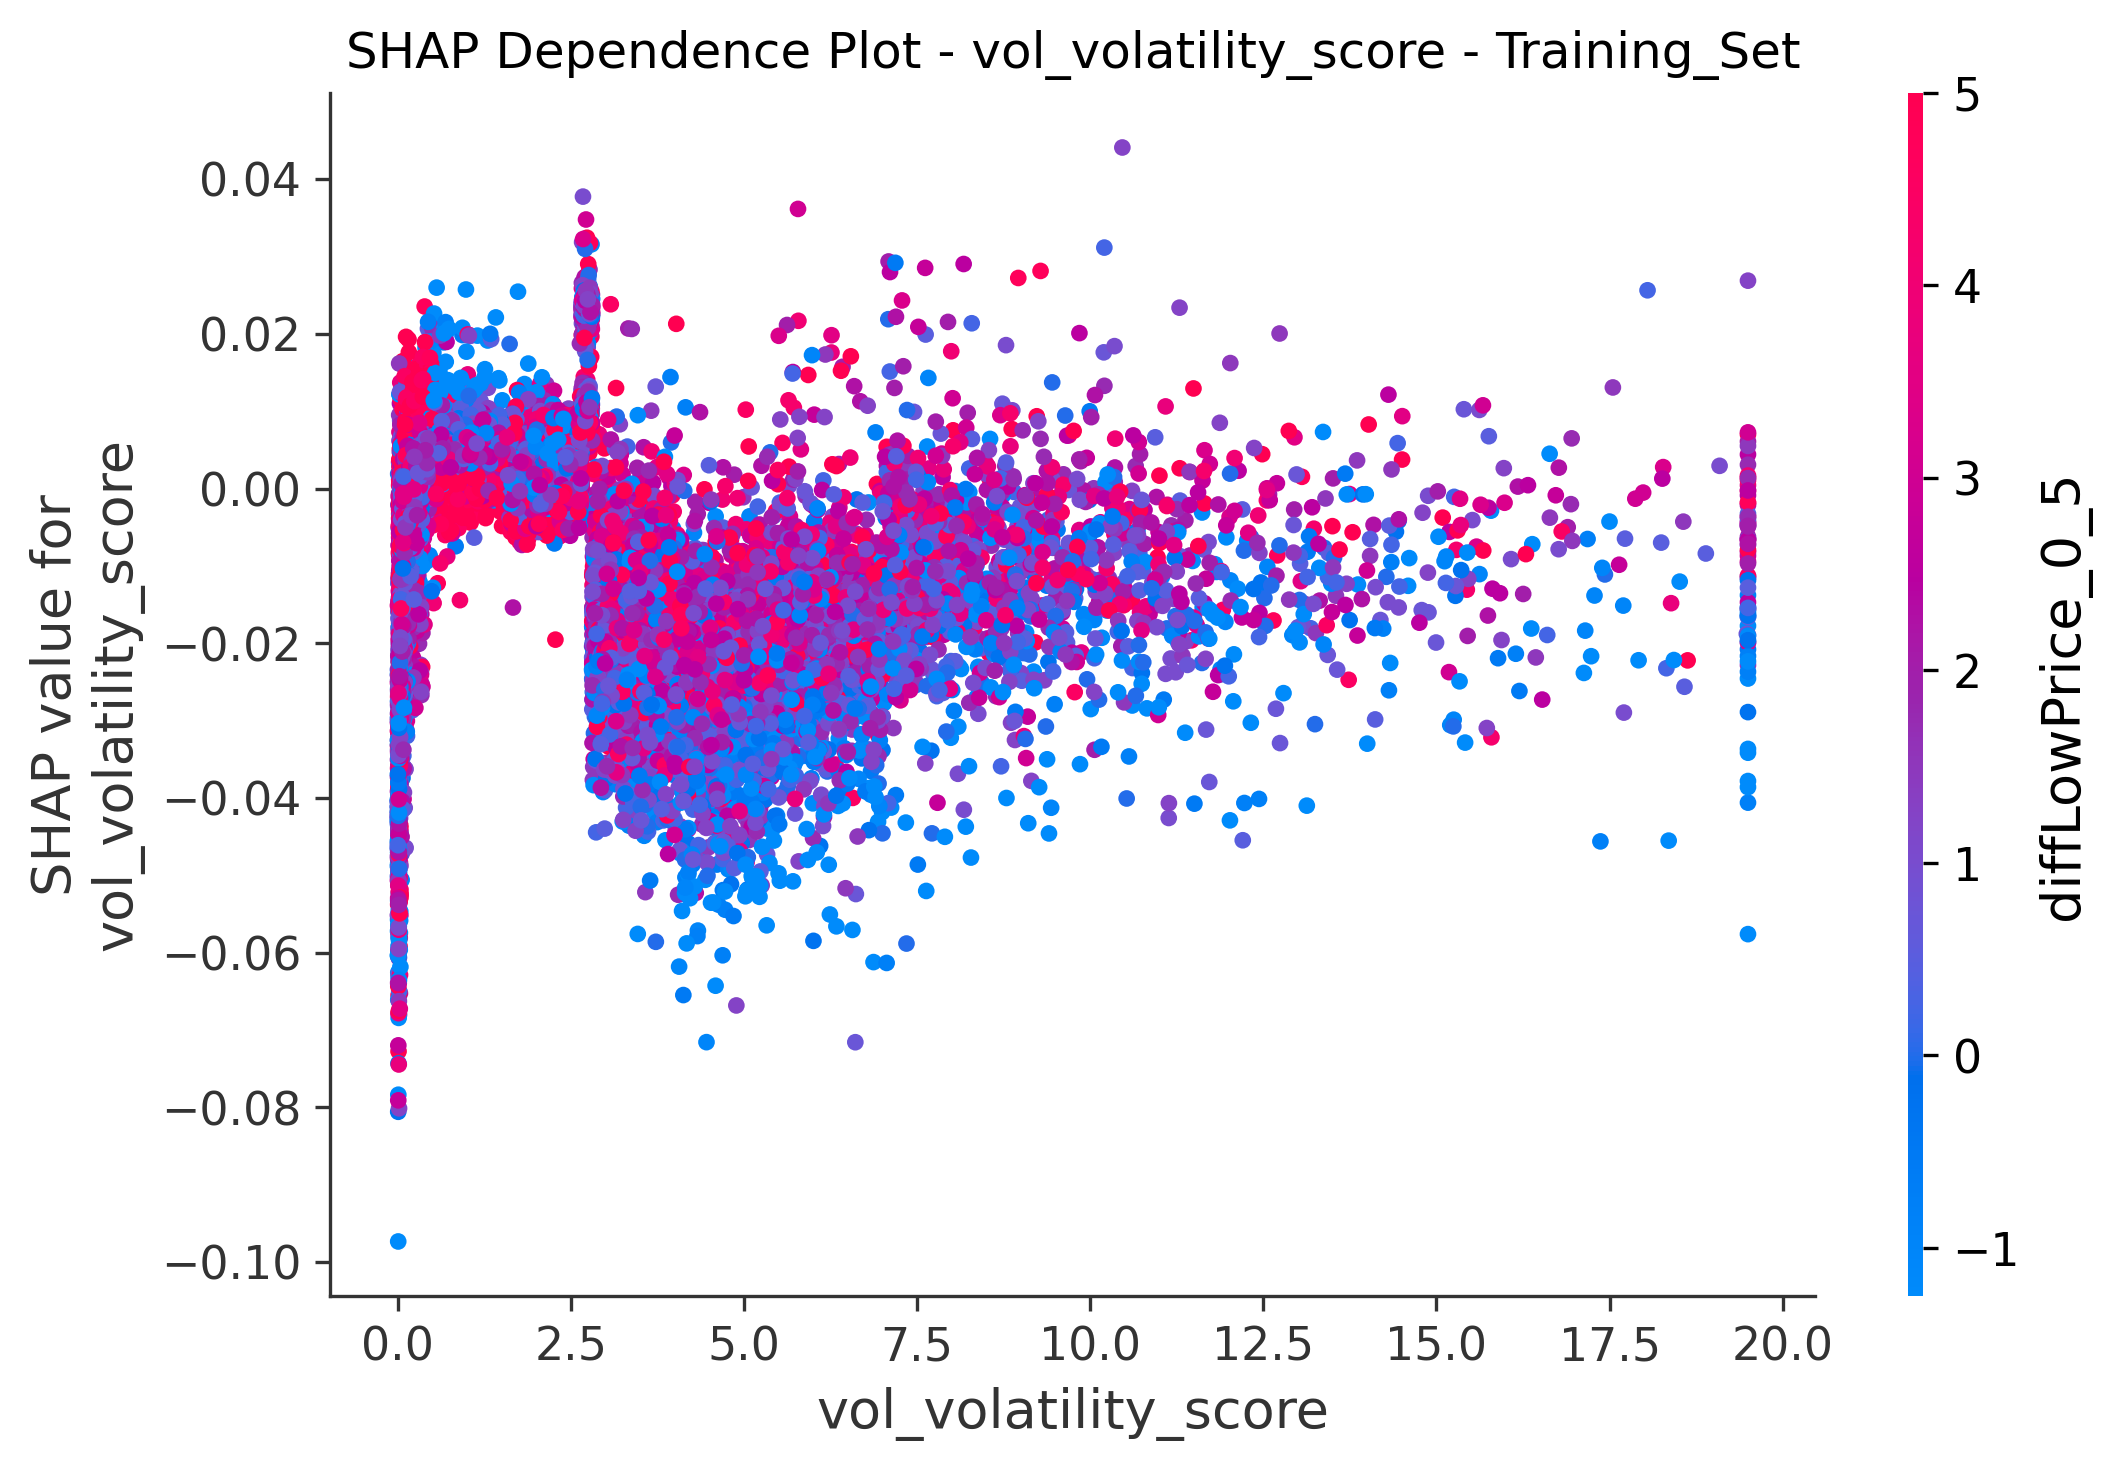 SHAP Dependence Plot - vol_volatility_score - Training_Set
SHAP value for
vol_volatility_score
0.04
0.02
0.00
−0.02
−0.04
−0.06
−0.08
−0.10
0.0 2.5 5.0 7.5 10.0 12.5 15.0 17.5 20.0
vol_volatility_score
5
4
3
2
1
0
−1
diffLowPrice_0_5